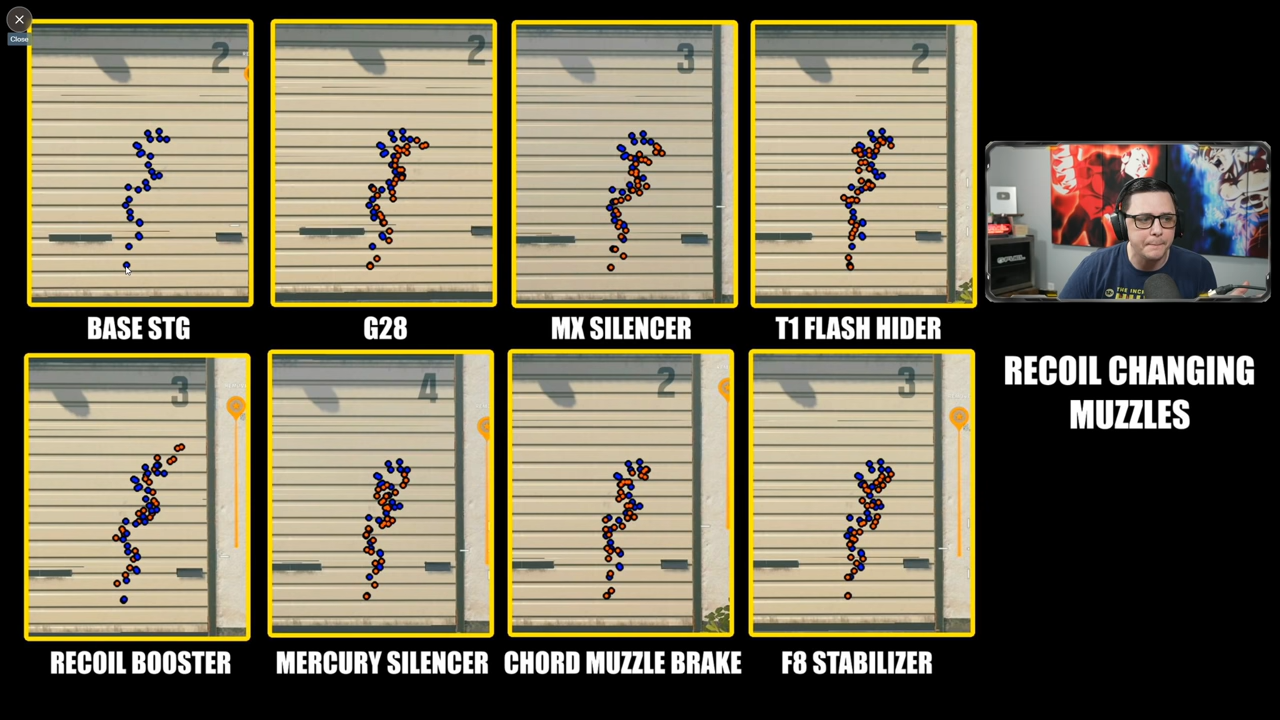 Close
2
2
3
2
BASE STG
G28
MX SILENCER
T1 FLASH HIDER
3
4
2
3
RECOIL CHANGING
MUZZLES
RECOIL BOOSTER
MERCURY SILENCER
CHORD MUZZLE BRAKE
F8 STABILIZER